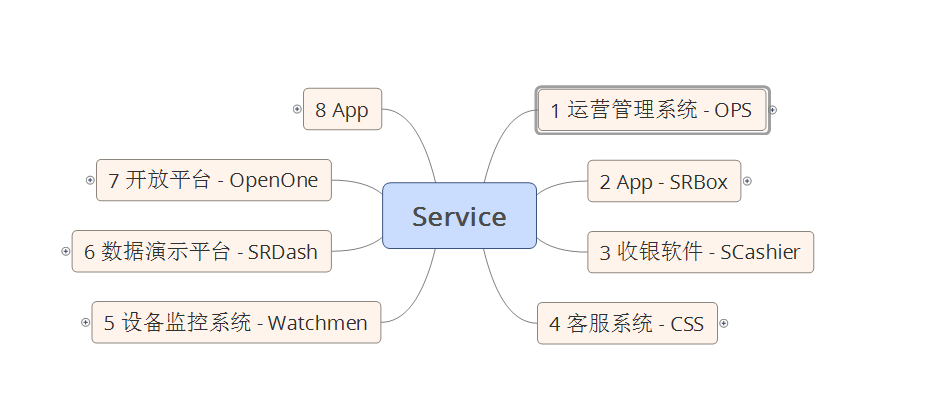 Service
1 运营管理系统 - OPS
2 App - SRBox
3 收银软件 - SCashier
4 客服系统 - CSS
5 设备监控系统 - Watchmen
6 数据演示平台 - SRDash
7 开放平台 - OpenOne
8 App